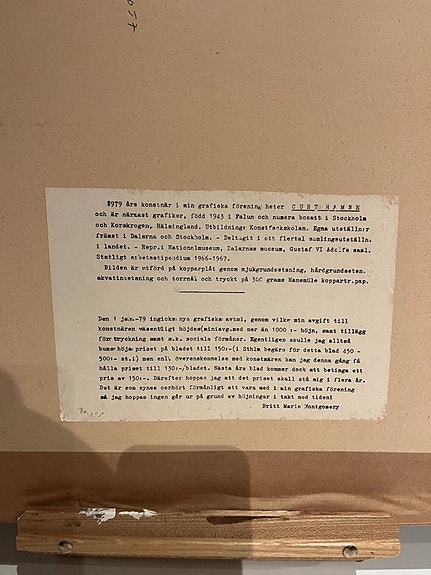 1979 års konstnär i min grafiska förening heter CURT HAMNE
och är närmast grafiker, född 1943 i Falun och numera bosatt i Stockholm
och Korskrogen, Hälsingland, Utbildning: Konstfackskolan. Egna utställn:r
främst i Dalarna och Stockholm. - Deltagit i ett flertal samlingsutställn.
i landet. - Repr.i Nationalmuseum, Dalarnas museum, Gustaf VI Adolfs saml.
Statligt arbetsstipendium 1966-1967.
Bilden är utförd på kopparplåt genom mjukgrundsetsning, hårdgrundsetsn.
akvatintetsning och torrnål och tryckt på 300 grams Hanemüle koppartr.pap.
Den 1 jan.-79 ingicks nya grafiska avtal, genom vilke min avgift till
konstnären väsentligt höjdes(miniavg.med mer än 1000 :- höjn, samt tillägg
för tryckning samt s.k. sociala förmåner. Egentligen skulle jag alltså
höja priset på bladet till 150:-(i Sthlm begärs för detta blad 450 -
500:- st.i) men enl. överenskommelse med konstnären kan jag denna gång få
hålla priset till 130:-/bladet. Nästa års blad kommer dock att betinga ett
pris av 150:-. Därefter hoppas jag att det priset skall stå sig i flera år.
Det är som synes oerhört förmånligt att vara med i min grafiska förening
så jag hoppas ingen går ur på grund av höjningar i takt med tiden!
Britt Marie Montgomery